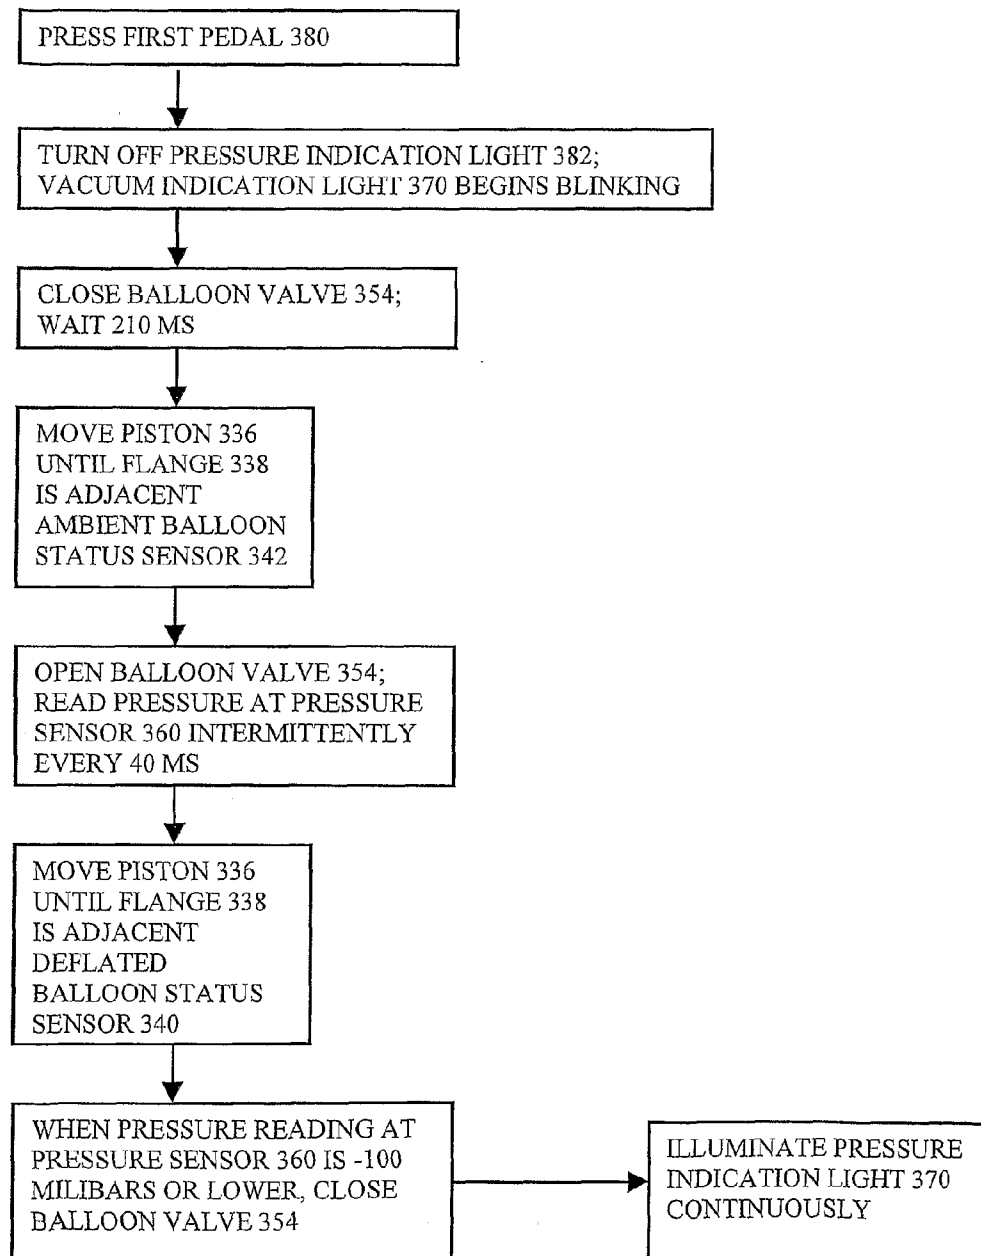 PRESS FIRST PEDAL 380
TURN OFF PRESSURE INDICATION LIGHT 382;
VACUUM INDICATION LIGHT 370 BEGINS BLINKING
CLOSE BALLOON VALVE 354;
WAIT 210 MS
MOVE PISTON 336
UNTIL FLANGE 338
IS ADJACENT
AMBIENT BALLOON
STATUS SENSOR 342
OPEN BALLOON VALVE 354;
READ PRESSURE AT PRESSURE
SENSOR 360 INTERMITTENTLY
EVERY 40 MS
MOVE PISTON 336
UNTIL FLANGE 338
IS ADJACENT
DEFLATED
BALLOON STATUS
SENSOR 340
WHEN PRESSURE READING AT
PRESSURE SENSOR 360 IS -100
MILIBARS OR LOWER, CLOSE
BALLOON VALVE 354
ILLUMINATE PRESSURE
INDICATION LIGHT 370
CONTINUOUSLY